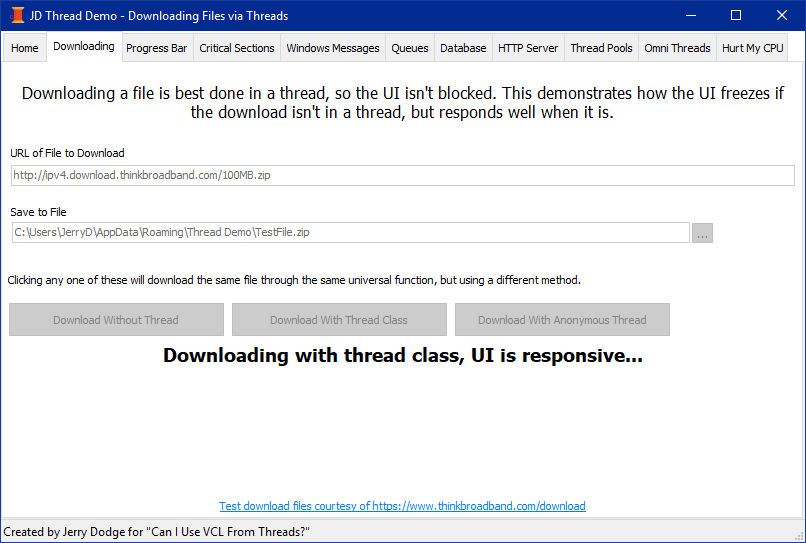 JD Thread Demo - Downloading Files via Threads
Home Downloading Progress Bar Critical Sections Windows Messages Queues Database HTTP Server Thread Pools Omni Threads Hurt My CPU
Downloading a file is best done in a thread, so the UI isn't blocked. This demonstrates how the UI freezes if
the download isn't in a thread, but responds well when it is.
URL of File to Download
http://ipv4.download.thinkbroadband.com/100MB.zip
Save to File
C:\Users\JerryD\AppData\Roaming\Thread Demo\TestFile.zip ...
Clicking any one of these will download the same file through the same universal function, but using a different method.
Download Without Thread Download With Thread Class Download With Anonymous Thread
Downloading with thread class, UI is responsive...
Test download files courtesy of https://www.thinkbroadband.com/download
Created by Jerry Dodge for "Can I Use VCL From Threads?"